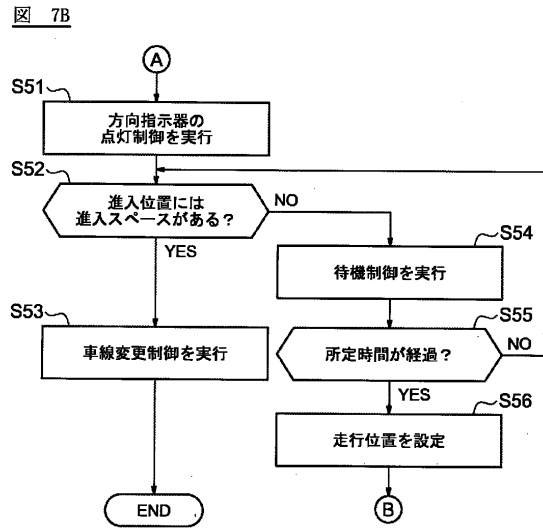 図 7B
A
S51
方向指示器の
点灯制御を実行
S52
進入位置には
進入スペースがある?
NO
YES
S54
待機制御を実行
S53
車線変更制御を実行
S55
所定時間が経過?
NO
YES
S56
走行位置を設定
END
B